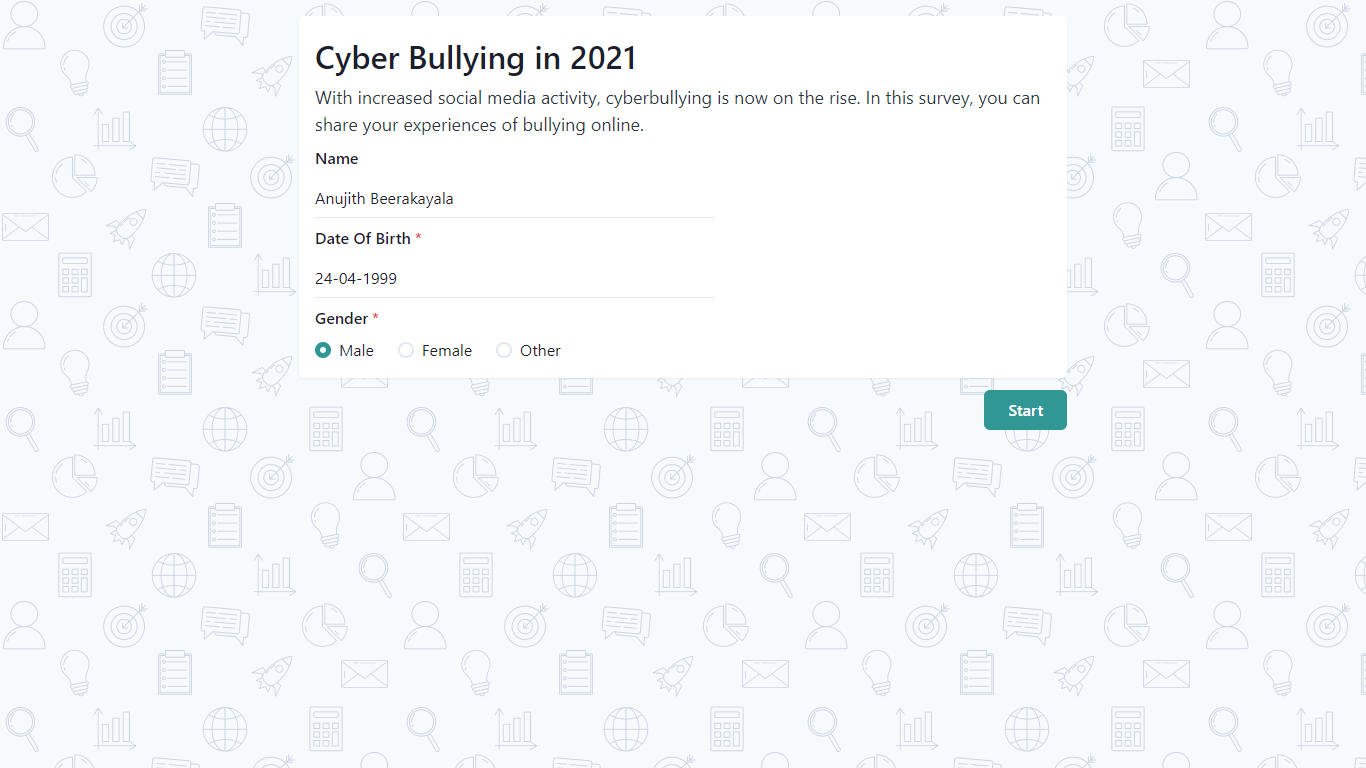 Cyber Bullying in 2021
With increased social media activity, cyberbullying is now on the rise. In this survey, you can
share your experiences of bullying online.
Name
Anujith Beerakayala
Date Of Birth *
24-04-1999
Gender *
Male Female Other
Start